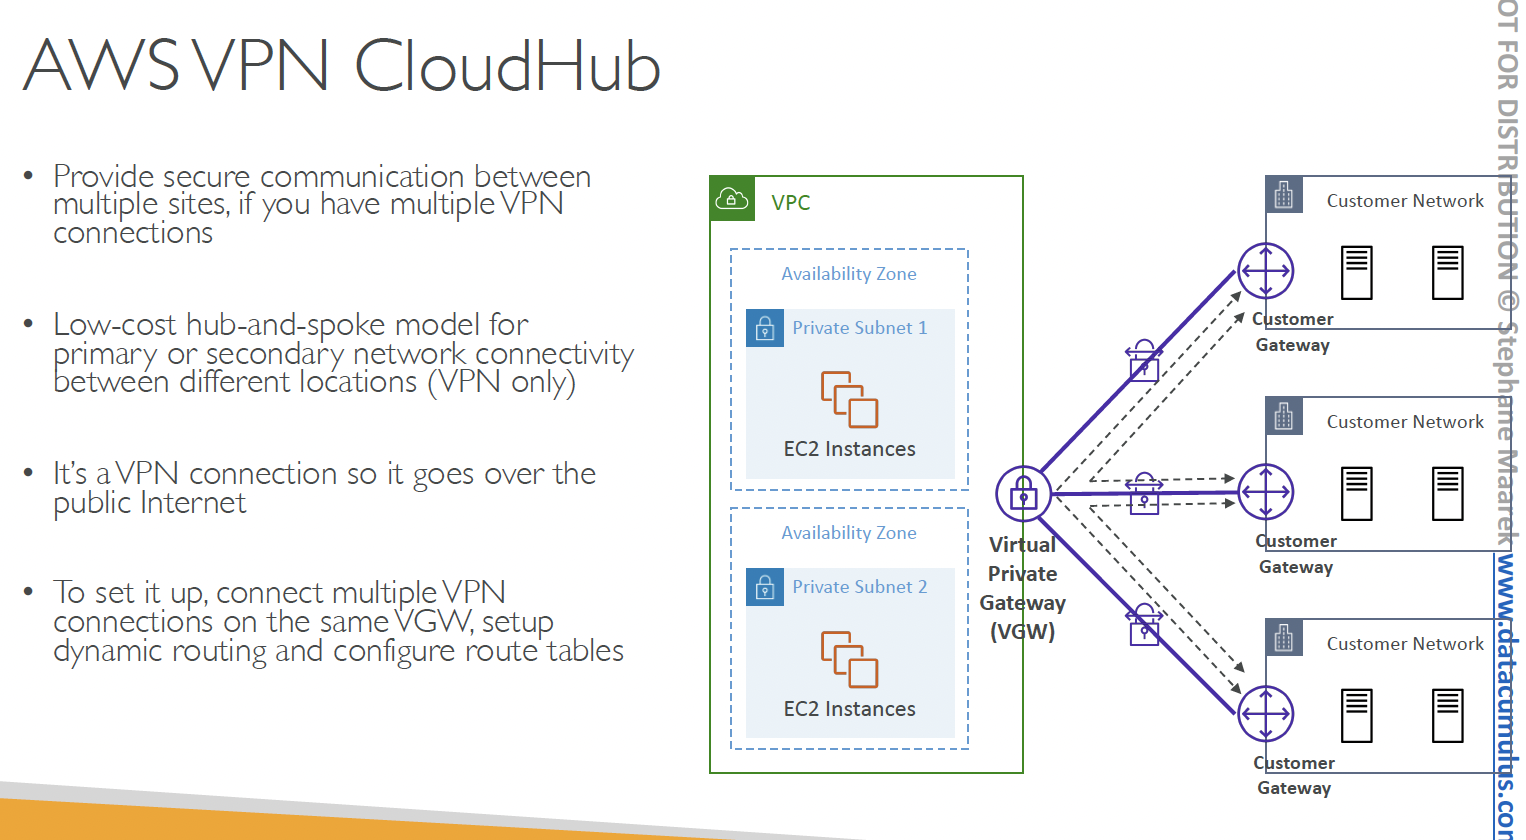 AWS VPN CloudHub
• Provide secure communication between
multiple sites, if you have multiple VPN
connections
• Low-cost hub-and-spoke model for
primary or secondary network connectivity
between different locations (VPN only)
• It's a VPN connection so it goes over the
public Internet
• To set it up, connect multiple VPN
connections on the same VGW, setup
dynamic routing and configure route tables
VPC
Availability Zone
Private Subnet 1
EC2 Instances
Availability Zone
Private Subnet 2
EC2 Instances
Virtual
Private
Gateway
(VGW)
Customer Network
Customer
Gateway
Customer Network
Customer
Gateway
Customer Network
Customer
Gateway
OT FOR DISTRIBUTION © Stephane Maarek www.datacumulus.com